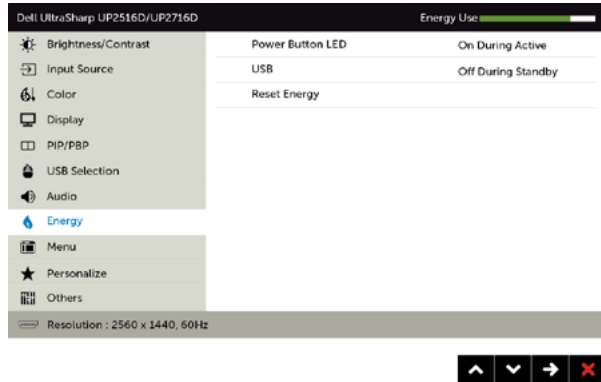 Dell UltraSharp UP2516D/UP2716D Energy Use
Brightness/Contrast Power Button LED On During Active
Input Source USB Off During Standby
Color Reset Energy
Display
PIP/PBP
USB Selection
Audio
Energy
Menu
Personalize
Others
Resolution : 2560 x 1440, 60Hz